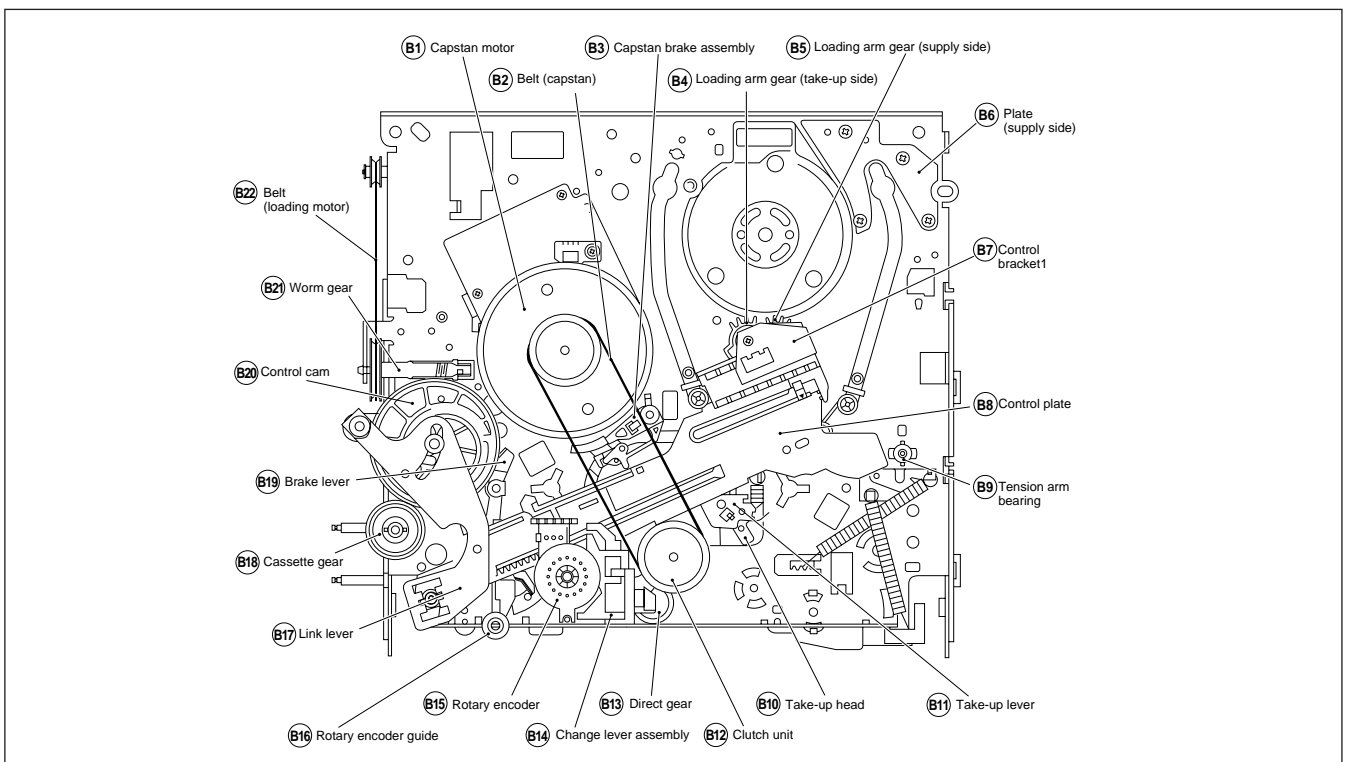 B1 Capstan motor
B3 Capstan brake assembly
B5 Loading arm gear (supply side)
B2 Belt (capstan)
B4 Loading arm gear (take-up side)
B6 Plate
(supply side)
B22 Belt
(loading motor)
B7 Control
bracket1
B21 Worm gear
B20 Control cam
B8 Control plate
B19 Brake lever
B9 Tension arm
bearing
B18 Cassette gear
B17 Link lever
B15 Rotary encoder
B13 Direct gear
B10 Take-up head
B11 Take-up lever
B16 Rotary encoder guide
B14 Change lever assembly
B12 Clutch unit